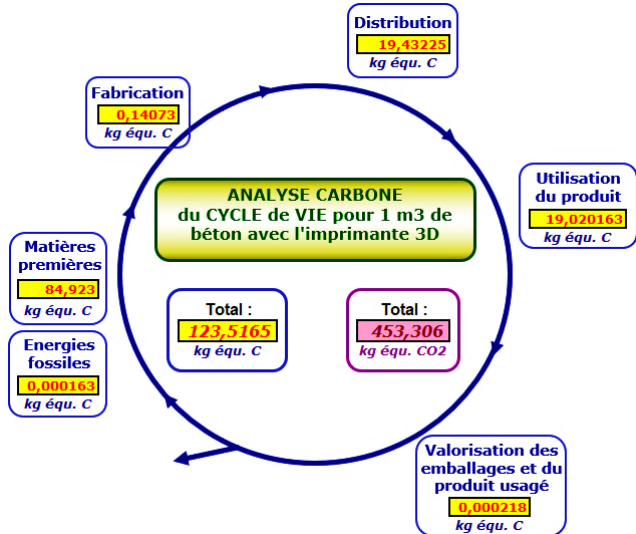 Distribution
19,43225
kg équ. C
Fabrication
0,14073
kg équ. C
Utilisation
du produit
19,020163
kg équ. C
ANALYSE CARBONE
du CYCLE de VIE pour 1 m3 de
béton avec l'imprimante 3D
Matières
premières
84,923
kg équ. C
Total :
123,5165
kg équ. C
Total :
453,306
kg équ. CO2
Energies
fossiles
0,000163
kg équ. C
Valorisation des
emballages et du
produit usagé
0,000218
kg équ. C